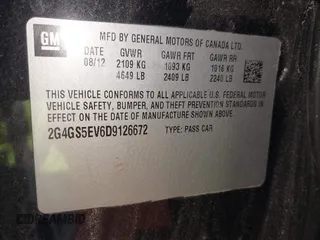 GM
MFD BY GENERAL MOTORS OF CANADA LTD.
DATE GVWR GAWR FRT GAWR RR
08/12 2109 KG 1093 KG 1016 KG
4649 LB 2409 LB 2240 LB
THIS VEHICLE CONFORMS TO ALL APPLICABLE U.S. FEDERAL MOTOR
VEHICLE SAFETY, BUMPER, AND THEFT PREVENTION STANDARDS IN
EFFECT ON THE DATE OF MANUFACTURE SHOWN ABOVE.
2G4GS5EV6D9126672 TYPE: PASS CAR